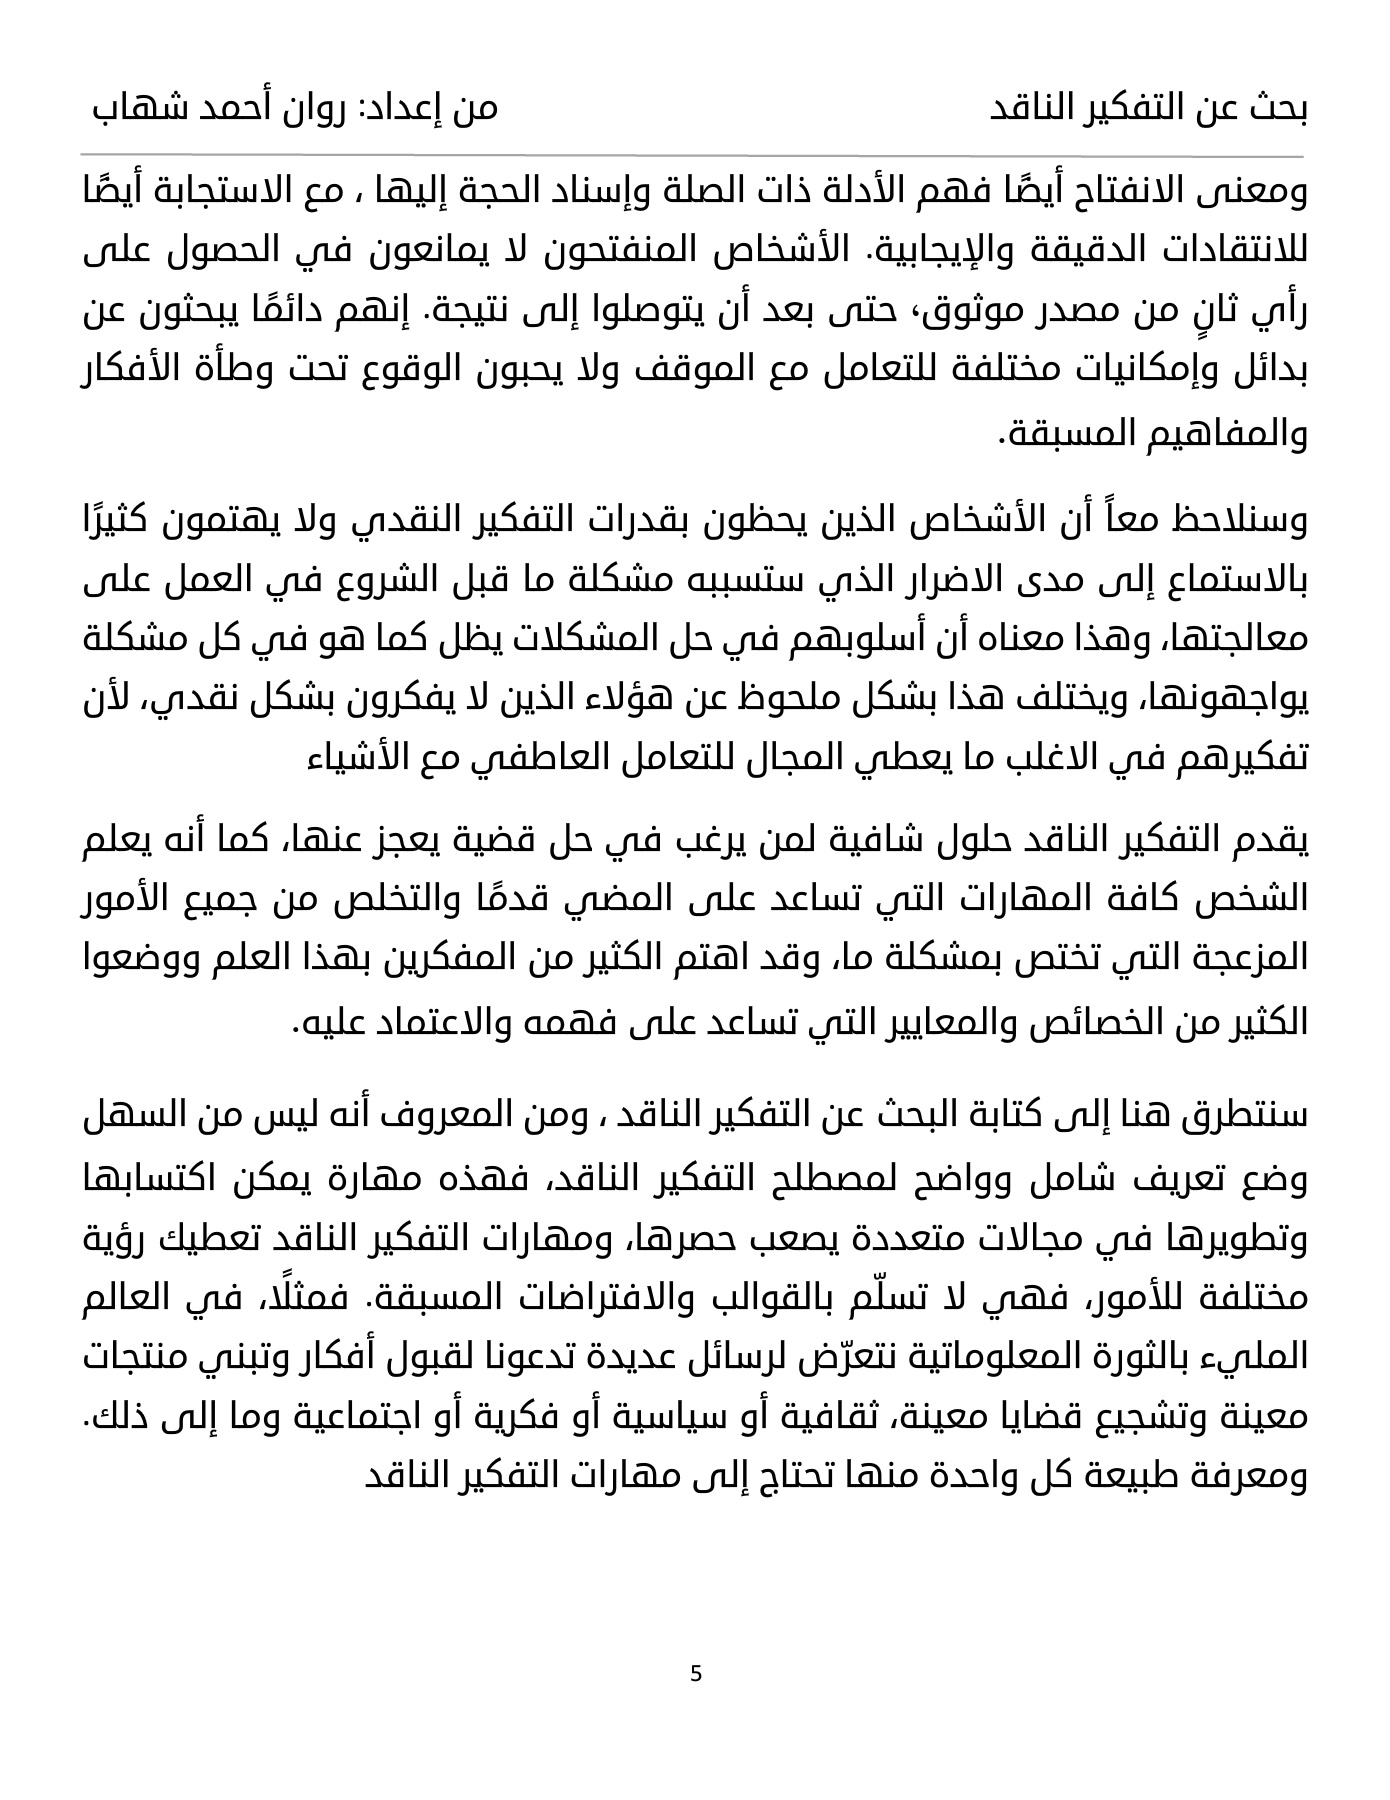 بحث عن التفكير الناقد
من إعداد: روان أحمد شهاب
ومعنى الانفتاح أيضًا فهم الأدلة ذات الصلة وإسناد الحجة إليها ، مع الاستجابة أيضًا
للانتقادات الدقيقة والإيجابية. الأشخاص المنفتحون لا يمانعون في الحصول على
رأي ثانٍ من مصدر موثوق، حتى بعد أن يتوصلوا إلى نتيجة. إنهم دائمًا يبحثون عن
بدائل وإمكانيات مختلفة للتعامل مع الموقف ولا يحبون الوقوع تحت وطأة الأفكار
والمفاهيم المسبقة.
وسنلاحظ معاً أن الأشخاص الذين يحظون بقدرات التفكير النقدي ولا يهتمون كثيرًا
بالاستماع إلى مدى الاضرار الذي ستسببه مشكلة ما قبل الشروع في العمل على
معالجتها، وهذا معناه أن أسلوبهم في حل المشكلات يظل كما هو في كل مشكلة
يواجهونها، ويختلف هذا بشكل ملحوظ عن هؤلاء الذين لا يفكرون بشكل نقدي، لأن
تفكيرهم في الاغلب ما يعطي المجال للتعامل العاطفي مع الأشياء
يقدم التفكير الناقد حلول شافية لمن يرغب في حل قضية يعجز عنها، كما أنه يعلم
الشخص كافة المهارات التي تساعد على المضي قدمًا والتخلص من جميع الأمور
المزعجة التي تختص بمشكلة ما، وقد اهتم الكثير من المفكرين بهذا العلم ووضعوا
الكثير من الخصائص والمعايير التي تساعد على فهمه والاعتماد عليه.
سنتطرق هنا إلى كتابة البحث عن التفكير الناقد ، ومن المعروف أنه ليس من السهل
وضع تعريف شامل وواضح لمصطلح التفكير الناقد، فهذه مهارة يمكن اكتسابها
وتطويرها في مجالات متعددة يصعب حصرها، ومهارات التفكير الناقد تعطيك رؤية
مختلفة للأمور، فهي لا تسلّم بالقوالب والافتراضات المسبقة. فمثلًا، في العالم
المليء بالثورة المعلوماتية نتعرّض لرسائل عديدة تدعونا لقبول أفكار وتبني منتجات
معينة وتشجيع قضايا معينة، ثقافية أو سياسية أو فكرية أو اجتماعية وما إلى ذلك.
ومعرفة طبيعة كل واحدة منها تحتاج إلى مهارات التفكير الناقد
5